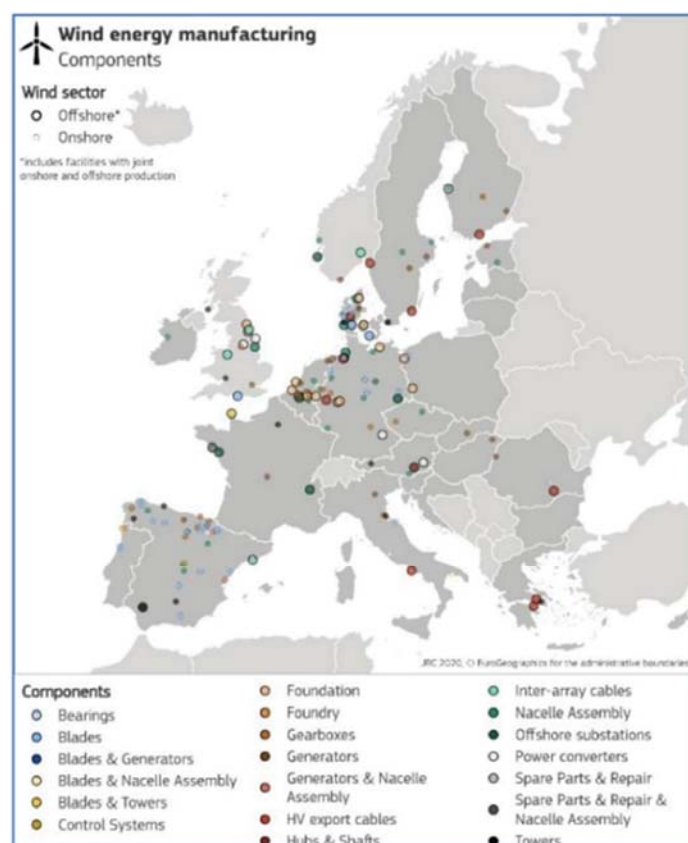 Wind energy manufacturing
Components
Wind sector
Offshore*
Onshore
*includes facilities with joint
onshore and offshore production
JRC 2020, © EuroGeographics for the administrative boundaries
Components
Bearings
Blades
Blades & Generators
Blades & Nacelle Assembly
Blades & Towers
Control Systems
Foundation
Foundry
Gearboxes
Generators
Generators & Nacelle
Assembly
HV export cables
Hubs & Shafts
Inter-array cables
Nacelle Assembly
Offshore substations
Power converters
Spare Parts & Repair
Spare Parts & Repair &
Nacelle Assembly
Towers